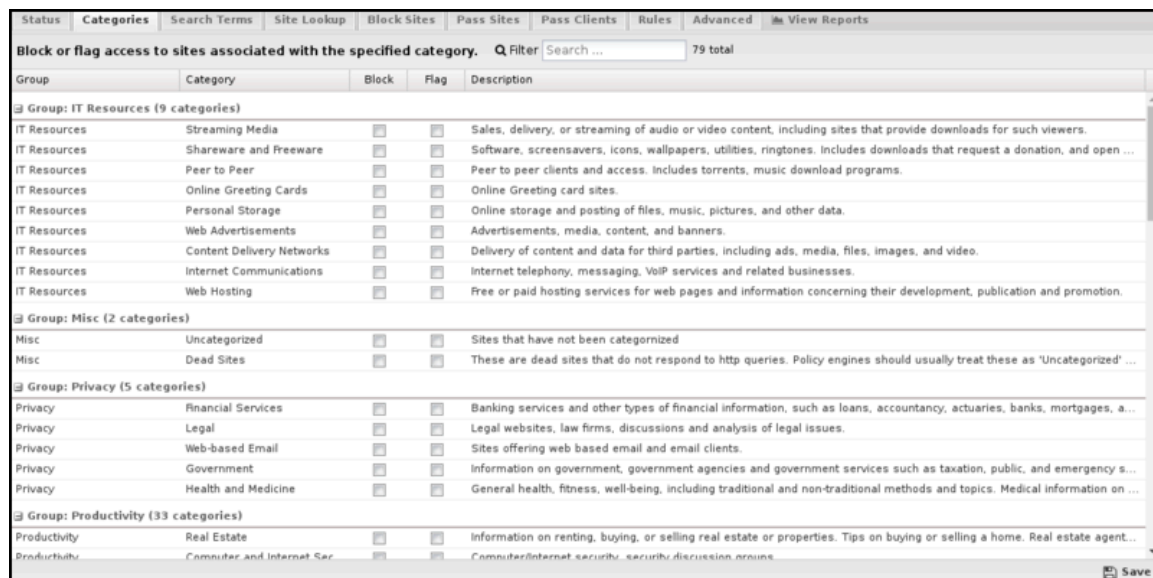 Status Categories Search Terms Site Lookup Block Sites Pass Sites Pass Clients Rules Advanced View Reports
Block or flag access to sites associated with the specified category. Filter Search ... 79 total
Group Category Block Flag Description
Group: IT Resources (9 categories)
IT Resources Streaming Media Sales, delivery, or streaming of audio or video content, including sites that provide downloads for such viewers.
IT Resources Shareware and Freeware Software, screensavers, icons, wallpapers, utilities, ringtones. Includes downloads that request a donation, and open ...
IT Resources Peer to Peer Peer to peer clients and access. Includes torrents, music download programs.
IT Resources Online Greeting Cards Online Greeting card sites.
IT Resources Personal Storage Online storage and posting of files, music, pictures, and other data.
IT Resources Web Advertisements Advertisements, media, content, and banners.
IT Resources Content Delivery Networks Delivery of content and data for third parties, including ads, media, files, images, and video.
IT Resources Internet Communications Internet telephony, messaging, VoIP services and related businesses.
IT Resources Web Hosting Free or paid hosting services for web pages and information concerning their development, publication and promotion.
Group: Misc (2 categories)
Misc Uncategorized Sites that have not been categornized
Misc Dead Sites These are dead sites that do not respond to http queries. Policy engines should usually treat these as 'Uncategorized' ...
Group: Privacy (5 categories)
Privacy Financial Services Banking services and other types of financial information, such as loans, accountancy, actuaries, banks, mortgages, a...
Privacy Legal Legal websites, law firms, discussions and analysis of legal issues.
Privacy Web-based Email Sites offering web based email and email clients.
Privacy Government Information on government, government agencies and government services such as taxation, public, and emergency s...
Privacy Health and Medicine General health, fitness, well-being, including traditional and non-traditional methods and topics. Medical information on ...
Group: Productivity (33 categories)
Productivity Real Estate Information on renting, buying, or selling real estate or properties. Tips on buying or selling a home. Real estate agent...
Productivity Computer and Internet Sec Computer/Internet security, security discussion groups
Save